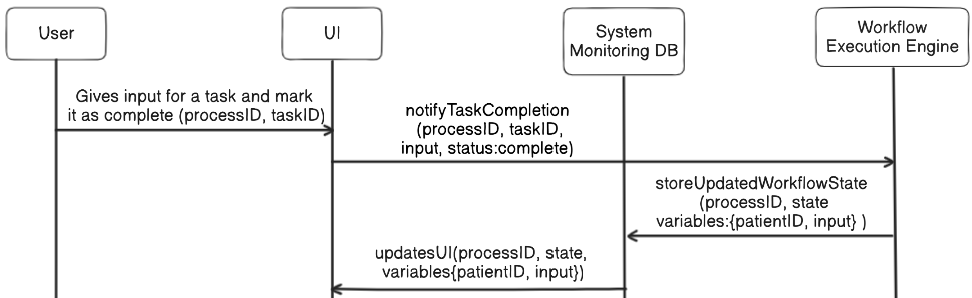 User
UI
System
Monitoring DB
Workflow
Execution Engine
Gives input for a task and mark
it as complete (processID, taskID)
notifyTaskCompletion
(processID, taskID,
input, status:complete)
storeUpdatedWorkflowState
(processID, state
variables:{patientID, input} )
updatesUI(processID, state,
variables{patientID, input})